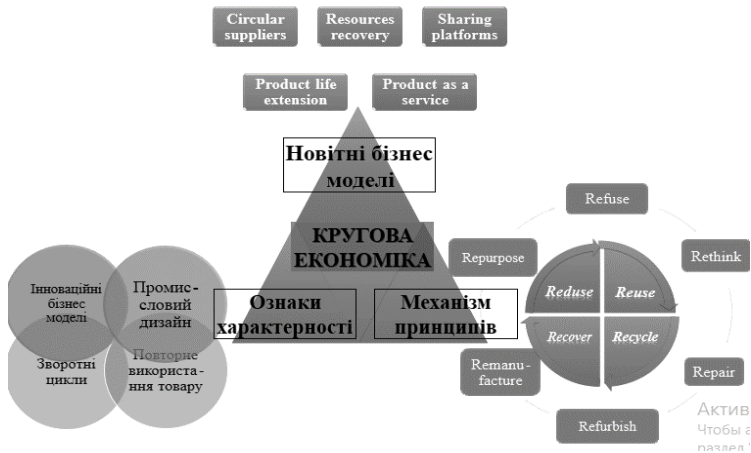 Circular
suppliers
Resources
recovery
Sharing
platforms
Product life
extension
Product as a
service
Новітні бізнес
моделі
КРУГОВА
ЕКОНОМІКА
Ознаки
характерності
Механізм
принципів
Інноваційні
бізнес
моделі
Промис-
словий
дизайн
Зворотні
цикли
Повторне
використа-
ння товару
Refuse
Rethink
Repair
Refurbish
Remanu-
facture
Repurpose
Reduse
Reuse
Recover
Recycle
Актив
Чтобы а
раздел "